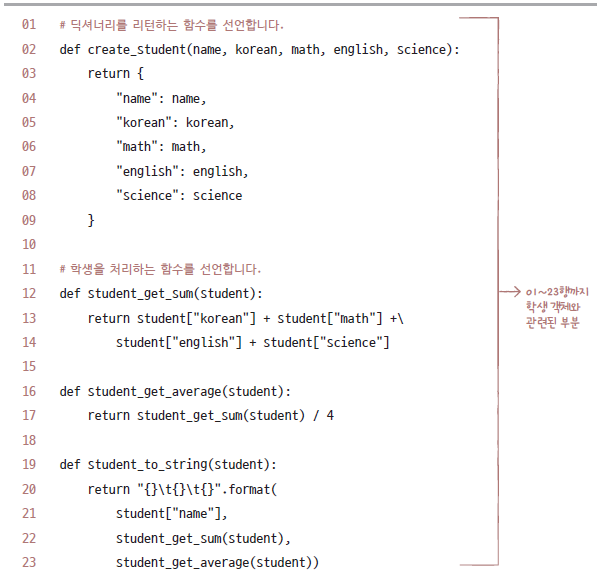 01 # 딕셔너리를 리턴하는 함수를 선언합니다.
02 def create_student(name, korean, math, english, science):
03     return {
04         "name": name,
05         "korean": korean,
06         "math": math,
07         "english": english,
08         "science": science
09     }
10
11 # 학생을 처리하는 함수를 선언합니다.
12 def student_get_sum(student):
13     return student["korean"] + student["math"] +\
14         student["english"] + student["science"]
15
16 def student_get_average(student):
17     return student_get_sum(student) / 4
18
19 def student_to_string(student):
20     return "{}\t{}\t{}".format(
21         student["name"],
22         student_get_sum(student),
23         student_get_average(student))
01~23행까지
학생 객체와
관련된 부분